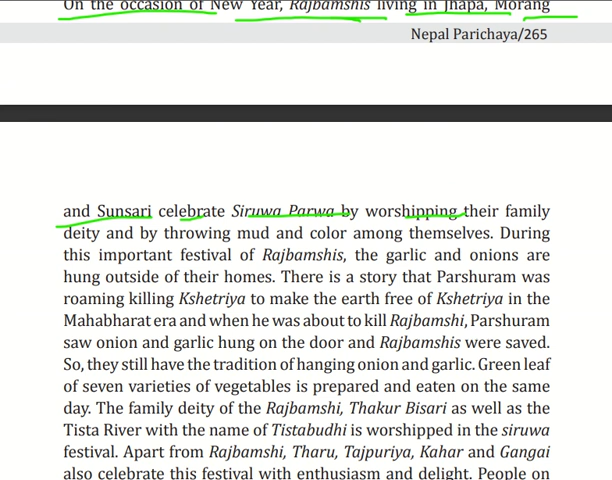 On the occasion of New Year, Rajbamshis living in Jhapa, Morang
Nepal Parichaya/265
and Sunsari celebrate Siruwa Parwa by worshipping their family
deity and by throwing mud and color among themselves. During
this important festival of Rajbamshis, the garlic and onions are
hung outside of their homes. There is a story that Parshuram was
roaming killing Kshetriya to make the earth free of Kshetriya in the
Mahabharat era and when he was about to kill Rajbamshi, Parshuram
saw onion and garlic hung on the door and Rajbamshis were saved.
So, they still have the tradition of hanging onion and garlic. Green leaf
of seven varieties of vegetables is prepared and eaten on the same
day. The family deity of the Rajbamshi, Thakur Bisari as well as the
Tista River with the name of Tistabudhi is worshipped in the siruwa
festival. Apart from Rajbamshi, Tharu, Tajpuriya, Kahar and Gangai
also celebrate this festival with enthusiasm and delight. People on